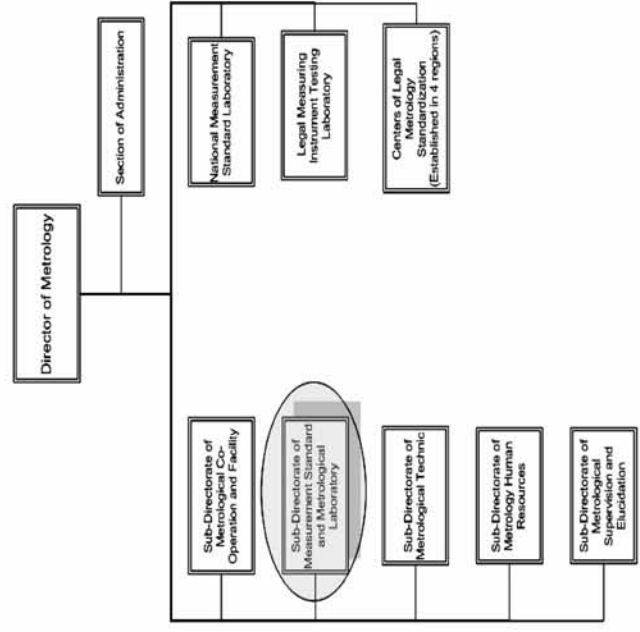 Director of Metrology
Section of Administration
Sub-Directorate of
Metrological Co-
Operation and Facility
Sub-Directorate of
Measurement Standard
and Metrological
Laboratory
Sub-Directorate of
Metrological Technic
Sub-Directorate of
Metrology Human
Resources
Sub-Directorate of
Metrological
Supervision and
Elucidation
National Measurement
Standard Laboratory
Legal Measuring
Instrument Testing
Laboratory
Centers of Legal
Metrology
Standardization
(Established in 4 regions)